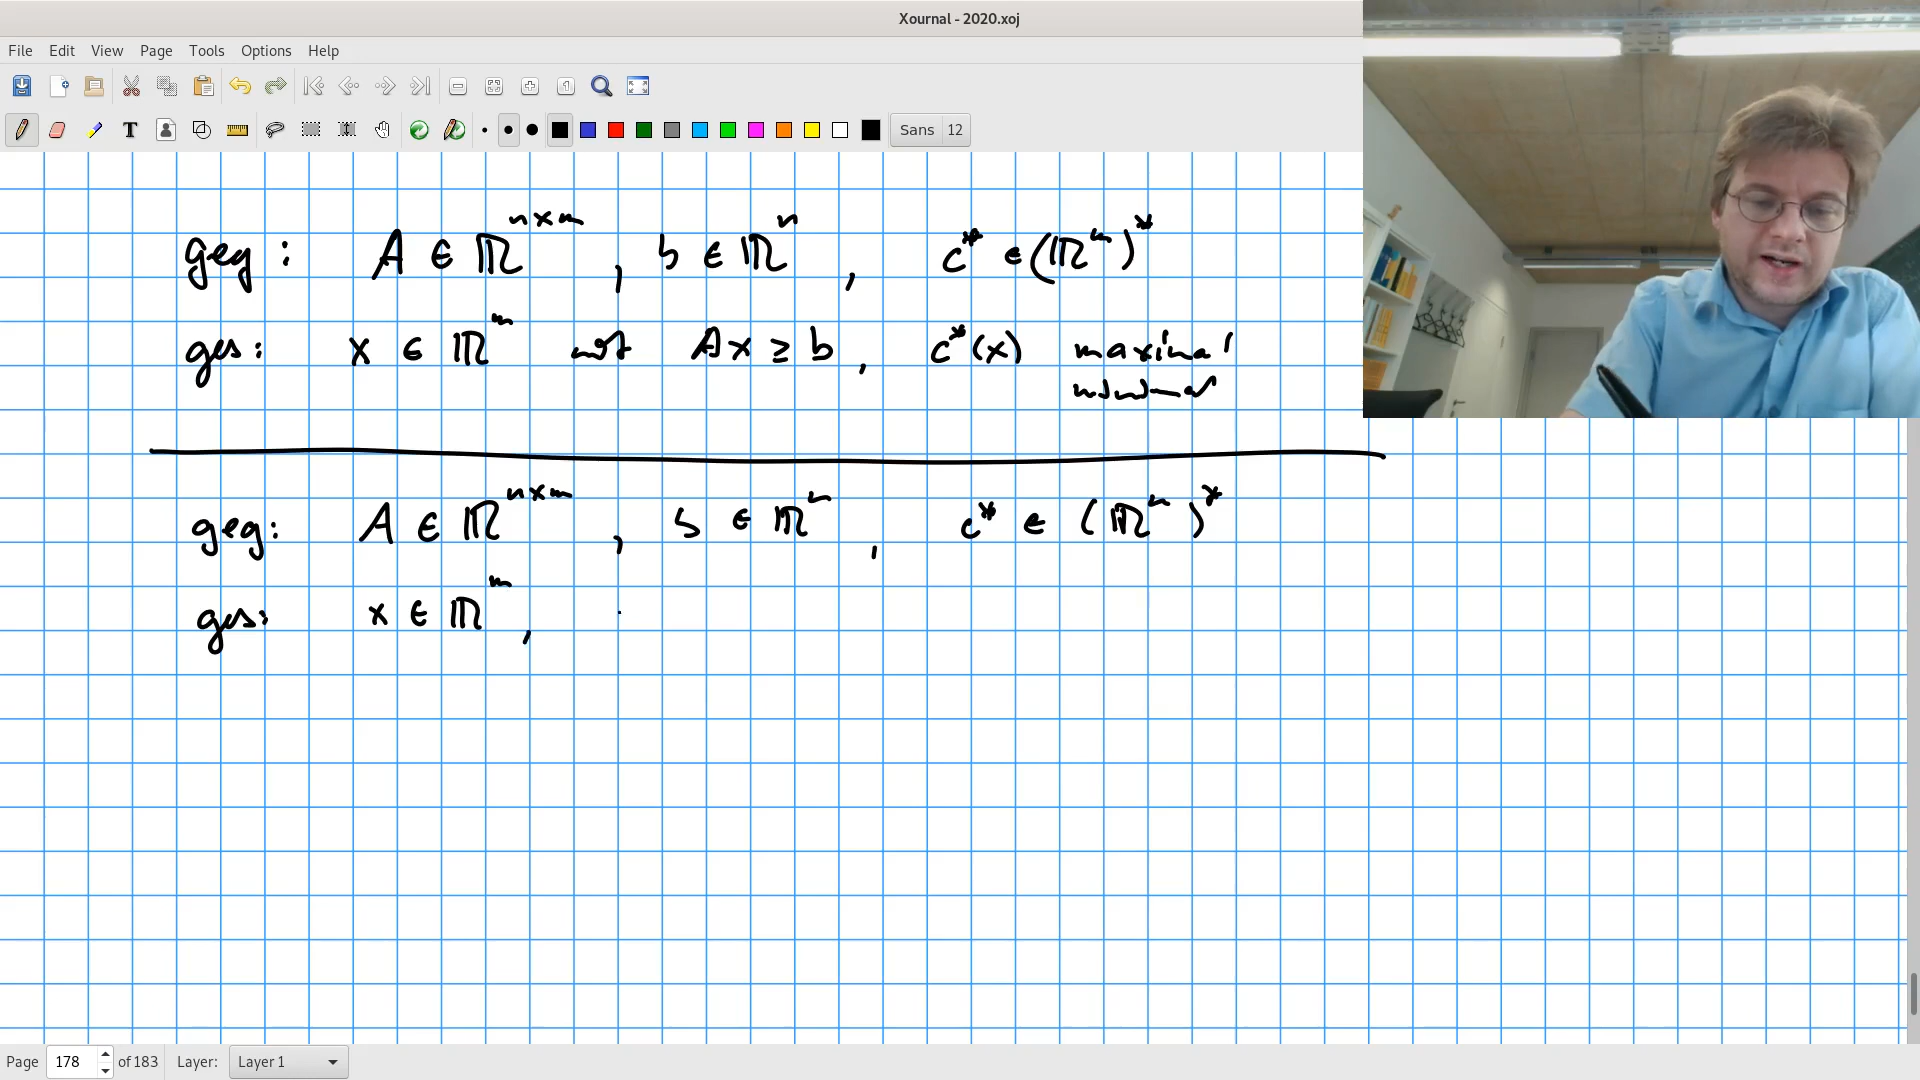 Xournal - 2020.xoj
File Edit View Page Tools Options Help
Sans 12
geg: A ∈ ℝ^{n×m}, b ∈ ℝ^n, c* ∈ (ℝ^m)*
ges: x ∈ ℝ^m mit Ax ≥ b, c*(x) maximal
minimal
geg: A ∈ ℝ^{n×m}, b ∈ ℝ^n, c* ∈ (ℝ^m)*
ges: x ∈ ℝ^m,
Page 178 of 183 Layer: Layer 1